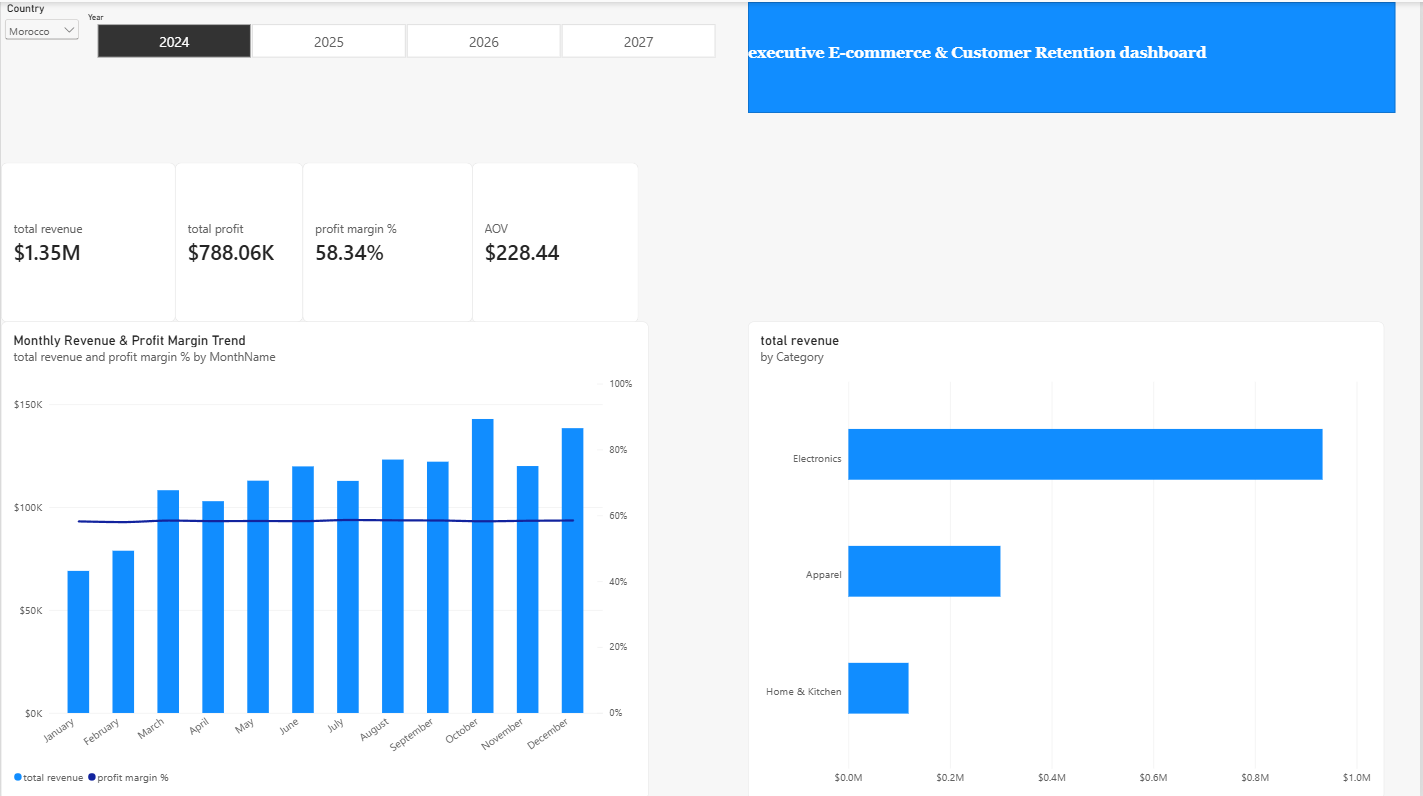 Country
Morocco
Year
2024
2025
2026
2027
executive E-commerce & Customer Retention dashboard
total revenue
$1.35M
total profit
$788.06K
profit margin %
58.34%
AOV
$228.44
Monthly Revenue & Profit Margin Trend
total revenue and profit margin % by MonthName
$150K
$100K
$50K
$0K
100%
80%
60%
40%
20%
0%
January
February
March
April
May
June
July
August
September
October
November
December
total revenue
profit margin %
total revenue
by Category
Electronics
Apparel
Home & Kitchen
$0.0M
$0.2M
$0.4M
$0.6M
$0.8M
$1.0M